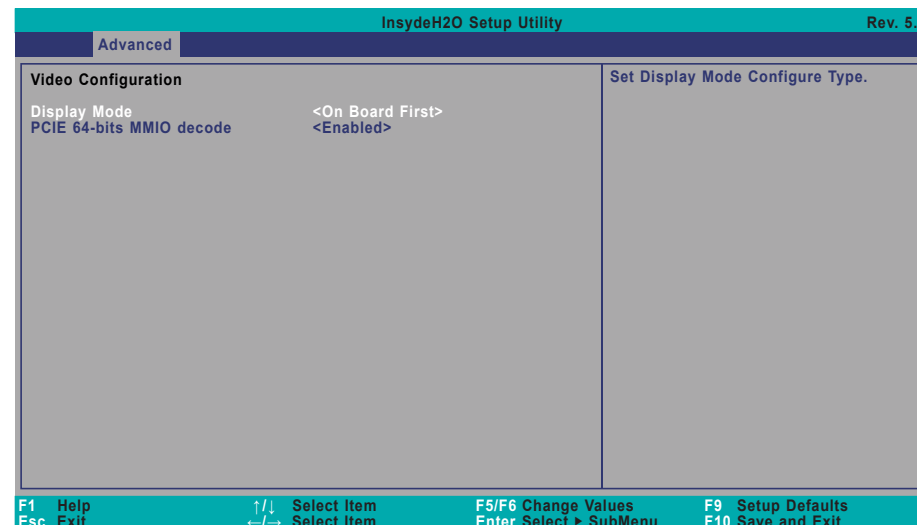 InsydeH2O Setup Utility Rev. 5.
Advanced
Video Configuration
Set Display Mode Configure Type.
Display Mode <On Board First>
PCIE 64-bits MMIO decode <Enabled>
F1 Help ↑/↓ Select Item F5/F6 Change Values F9 Setup Defaults
Esc Exit ←/→ Select Item Enter Select ▶ SubMenu F10 Save and Exit